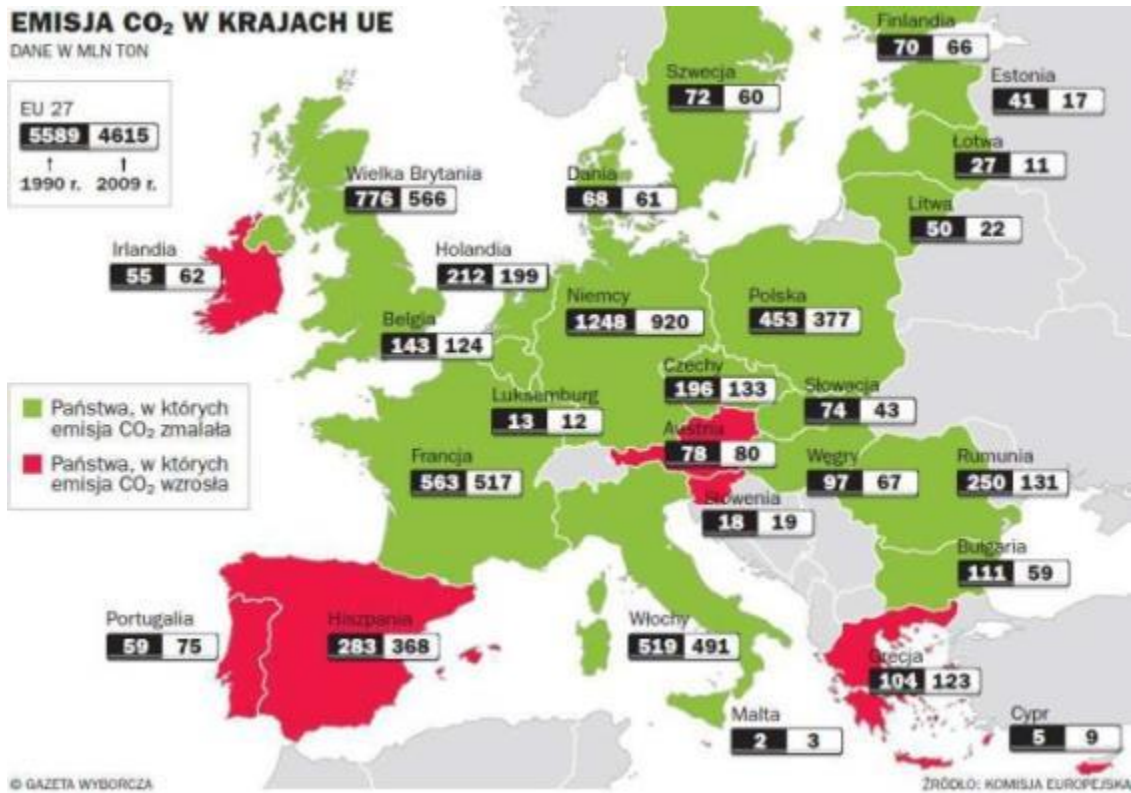 EMISJA CO₂ W KRAJACH UE
DANE W MLN TON
EU 27
5589 4615
1990 r. 2009 r.
Finlandia
70 66
Szwecja
72 60
Estonia
41 17
Łotwa
27 11
Litwa
50 22
Wielka Brytania
776 566
Dania
68 61
Irlandia
55 62
Holandia
212 199
Niemcy
1248 920
Polska
453 377
Belgia
143 124
Czechy
196 133
Słowacja
74 43
Luksemburg
13 12
Austria
78 80
Państwa, w których
emisja CO₂ zmalała
Państwa, w których
emisja CO₂ wzrosła
Francja
563 517
Węgry
97 67
Rumunia
250 131
Słowenia
18 19
Bułgaria
111 59
Portugalia
59 75
Hiszpania
283 368
Włochy
519 491
Grecja
104 123
Malta
2 3
Cypr
5 9
© GAZETA WYBORCZA
ŹRÓDŁO: KOMISJA EUROPEJSKA